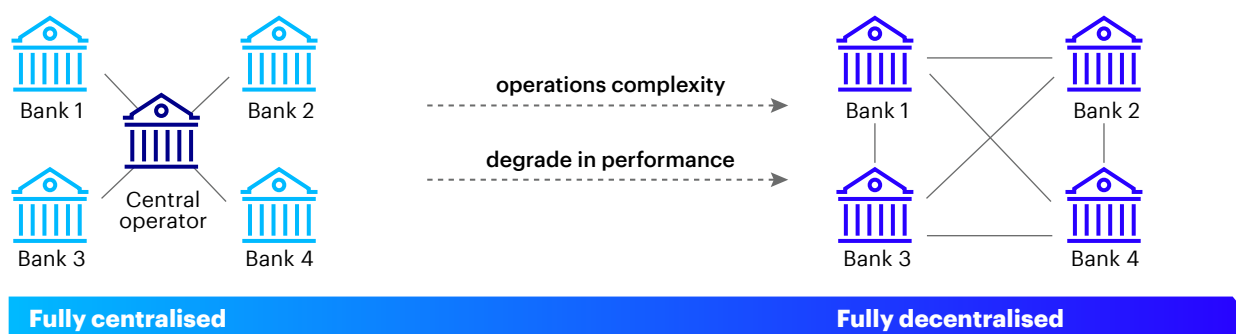 Bank 1
Bank 2
Central
operator
Bank 3
Bank 4
operations complexity
degrade in performance
Bank 1
Bank 2
Bank 3
Bank 4
Fully centralised
Fully decentralised